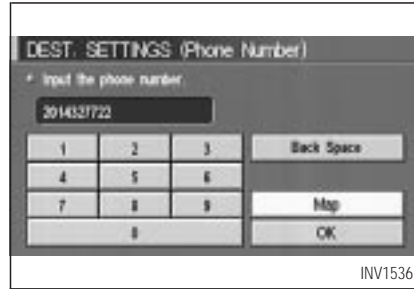 DEST. SETTINGS (Phone Number)
* Input the phone number.
2014327722
1 2 3 Back Space
4 5 6
7 8 9 Map
0 OK
INV1536